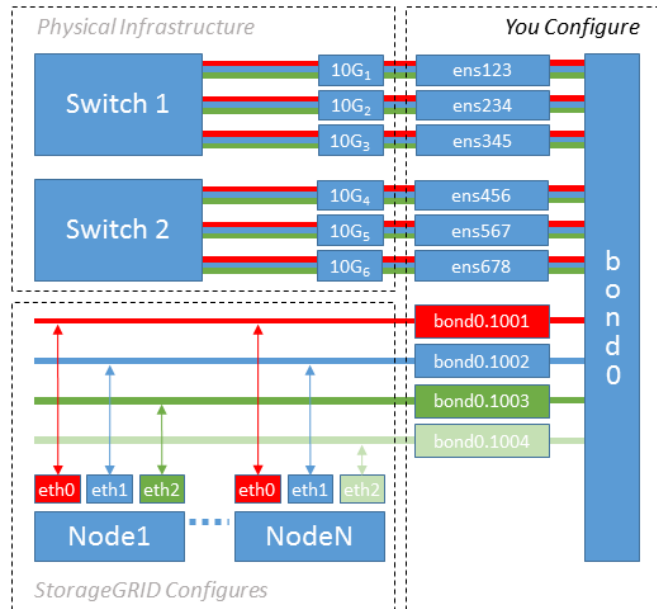 Physical Infrastructure
You Configure
Switch 1
10G1
ens123
10G2
ens234
10G3
ens345
Switch 2
10G4
ens456
10G5
ens567
10G6
ens678
bond0
bond0.1001
bond0.1002
bond0.1003
bond0.1004
eth0 eth1 eth2
eth0 eth1 eth2
Node1
NodeN
StorageGRID Configures